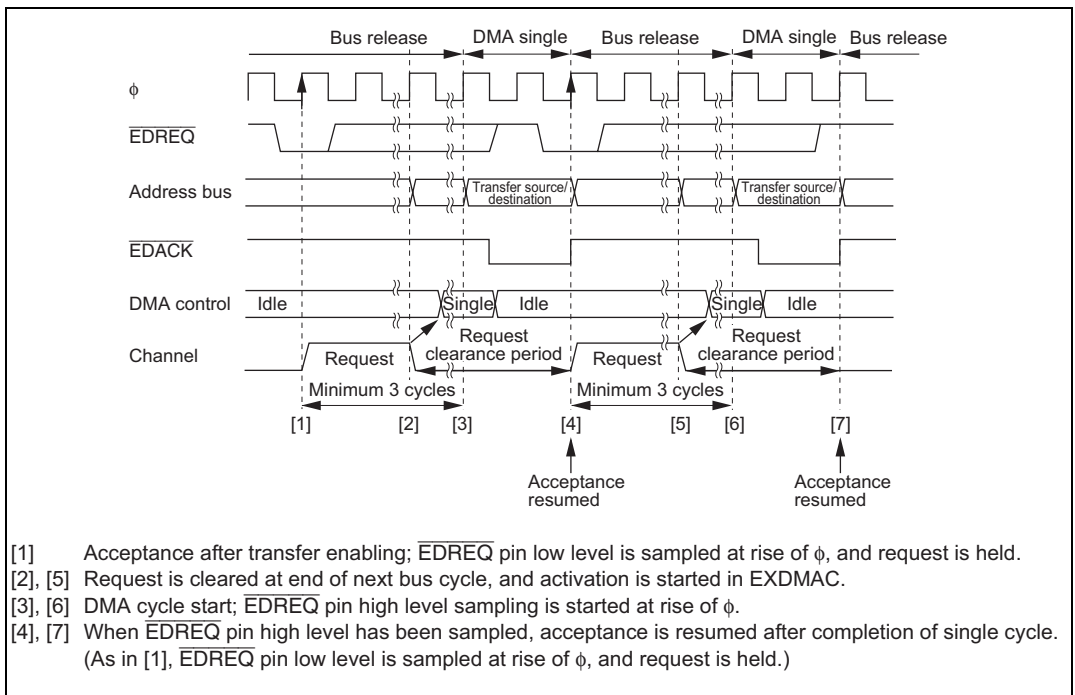 Bus release DMA single Bus release DMA single Bus release
φ
EDREQ
Address bus Transfer source/ destination Transfer source/ destination
EDACK
DMA control Idle Single Idle Single Idle
Channel Request Request clearance period Request Request clearance period
Minimum 3 cycles Minimum 3 cycles
[1] [2] [3] [4] [5] [6] [7]
Acceptance resumed Acceptance resumed
[1] Acceptance after transfer enabling; EDREQ pin low level is sampled at rise of φ, and request is held.
[2], [5] Request is cleared at end of next bus cycle, and activation is started in EXDMAC.
[3], [6] DMA cycle start; EDREQ pin high level sampling is started at rise of φ.
[4], [7] When EDREQ pin high level has been sampled, acceptance is resumed after completion of single cycle.
(As in [1], EDREQ pin low level is sampled at rise of φ, and request is held.)